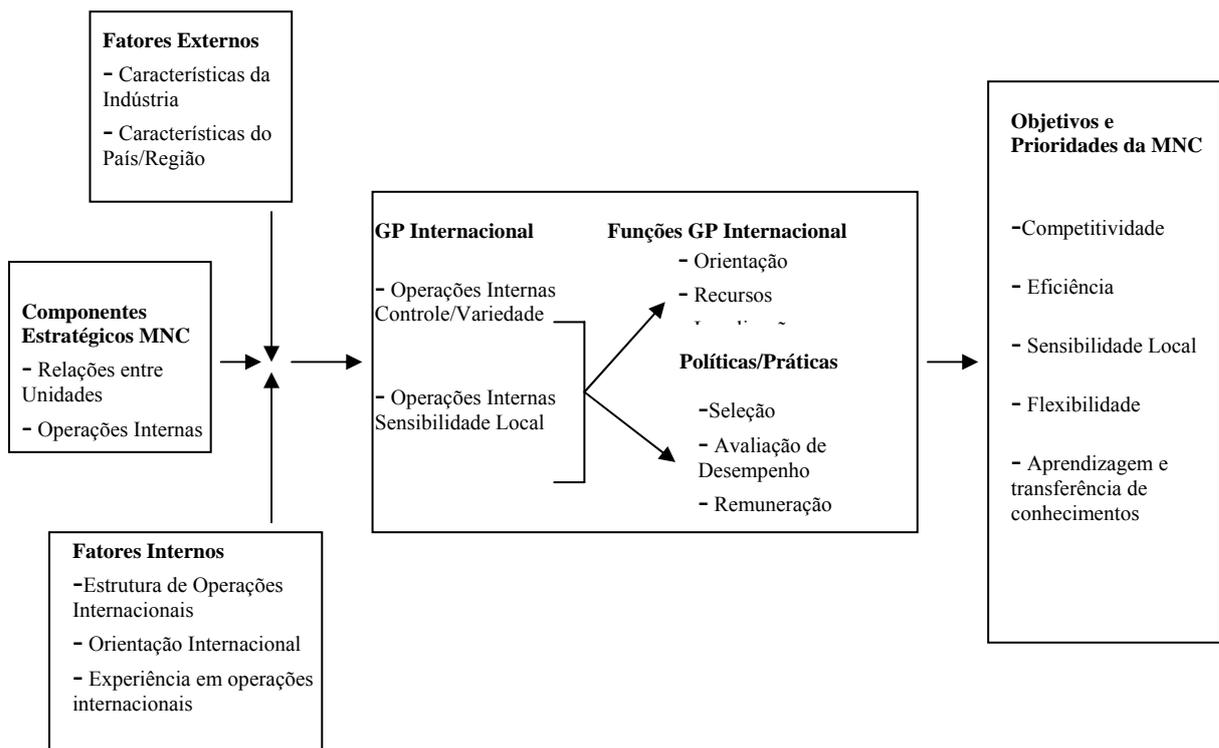 Fatores Externos
- Características da
Indústria
- Características do
País/Região
Componentes
Estratégicos MNC
- Relações entre
Unidades
- Operações Internas
Fatores Internos
-Estrutura de Operações
Internacionais
- Orientação Internacional
- Experiência em operações
internacionais
GP Internacional
- Operações Internas
Controle/Variedade
- Operações Internas
Sensibilidade Local
Funções GP Internacional
- Orientação
- Recursos
Políticas/Práticas
-Seleção
- Avaliação de
Desempenho
- Remuneração
Objetivos e
Prioridades da MNC
-Competitividade
- Eficiência
- Sensibilidade Local
- Flexibilidade
- Aprendizagem e
transferência de
conhecimentos